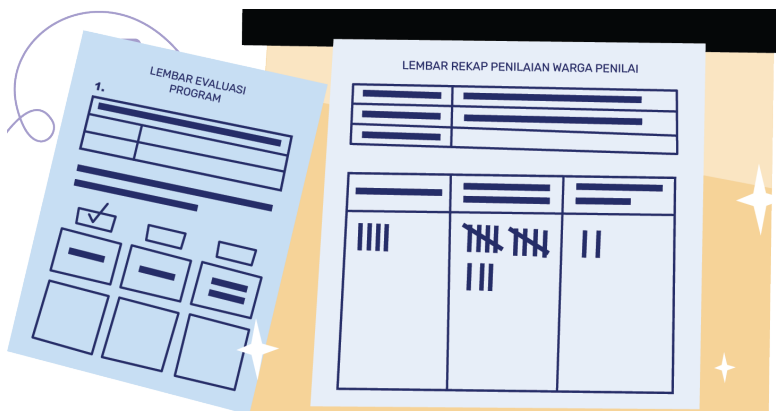 LEMBAR EVALUASI
PROGRAM
1.
LEMBAR REKAP PENILAIAN WARGA PENILAI